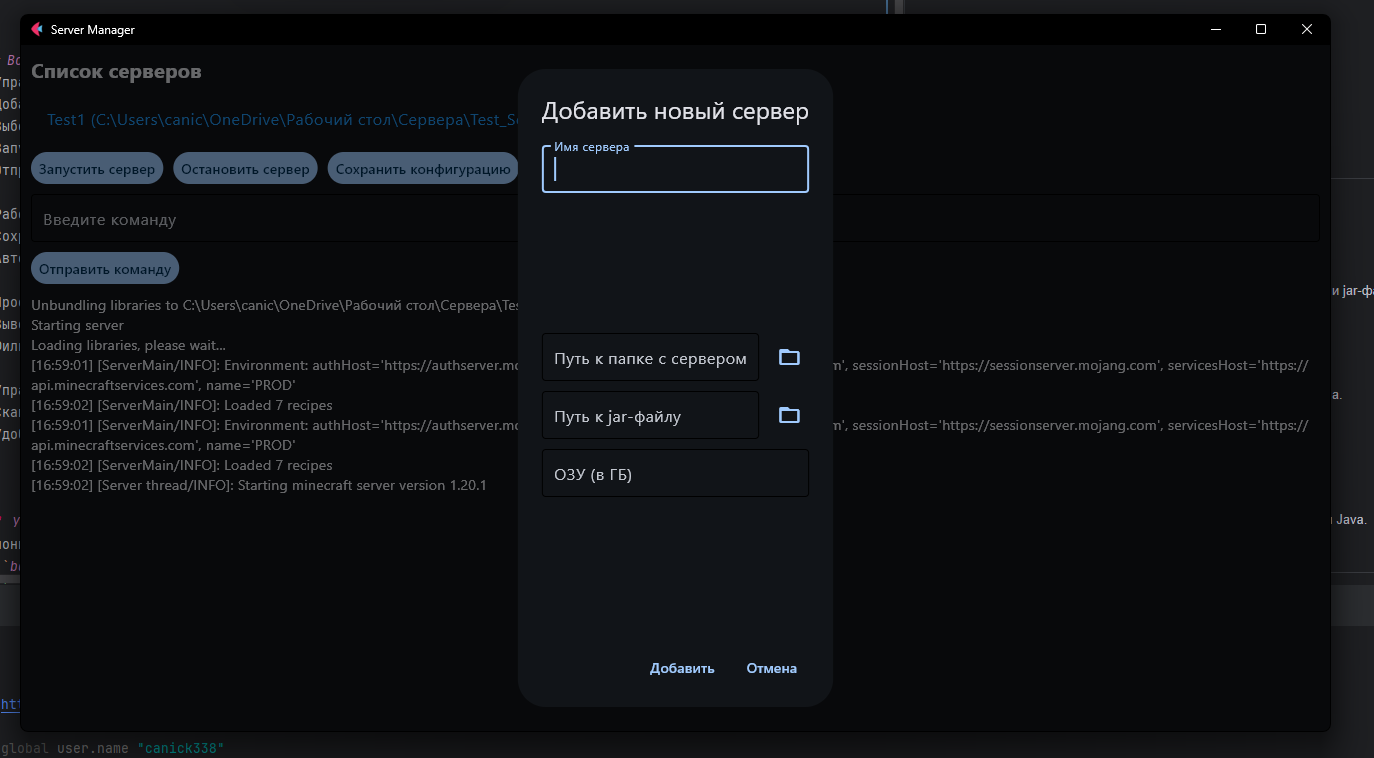 Server Manager
Список серверов
Test1 (C:\Users\canic\OneDrive\Рабочий стол\Сервера\Test_S
Запустить сервер
Остановить сервер
Сохранить конфигурацию
Введите команду
Отправить команду
Unbundling libraries to C:\Users\canic\OneDrive\Рабочий стол\Сервера\Tes
Starting server
Loading libraries, please wait...
[16:59:01] [ServerMain/INFO]: Environment: authHost='https://authserver.mo m', sessionHost='https://sessionserver.mojang.com', servicesHost='https://
api.minecraftservices.com', name='PROD'
[16:59:02] [ServerMain/INFO]: Loaded 7 recipes
[16:59:01] [ServerMain/INFO]: Environment: authHost='https://authserver.mo m', sessionHost='https://sessionserver.mojang.com', servicesHost='https://
api.minecraftservices.com', name='PROD'
[16:59:02] [ServerMain/INFO]: Loaded 7 recipes
[16:59:02] [Server thread/INFO]: Starting minecraft server version 1.20.1
Добавить новый сервер
Имя сервера
Путь к папке с сервером
Путь к jar-файлу
ОЗУ (в ГБ)
Добавить
Отмена
и jar-фа
а.
Java.
htt
global user.name "canick338"